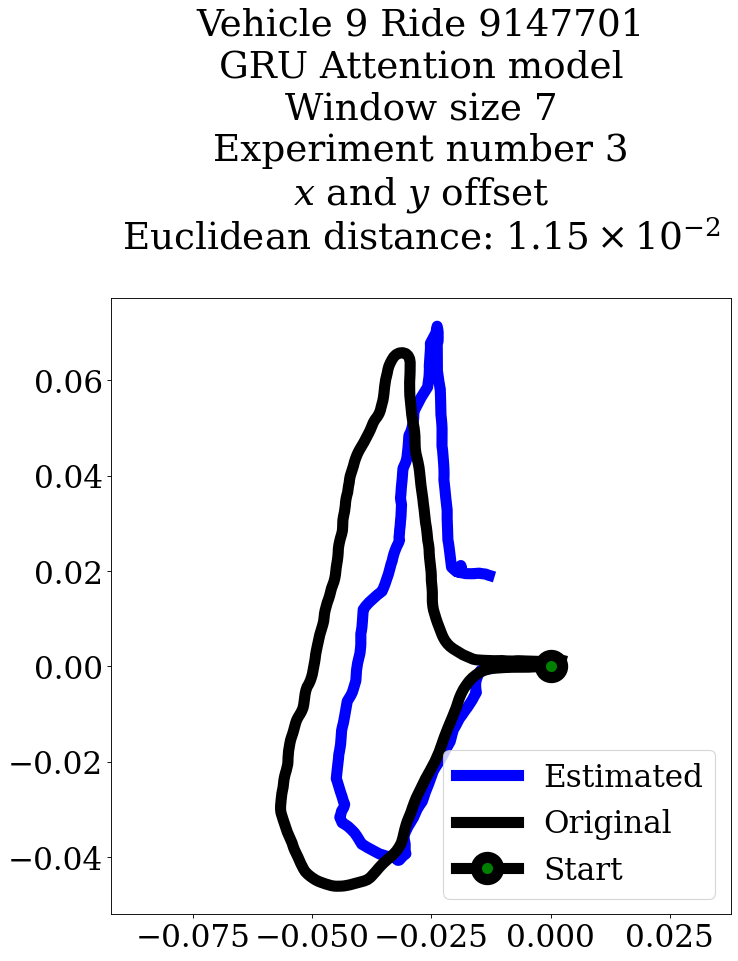 Vehicle 9 Ride 9147701
GRU Attention model
Window size 7
Experiment number 3
x and y offset
Euclidean distance: 1.15 × 10⁻²
0.06
0.04
0.02
0.00
−0.02
−0.04
Estimated
Original
Start
−0.075 −0.050 −0.025 0.000 0.025